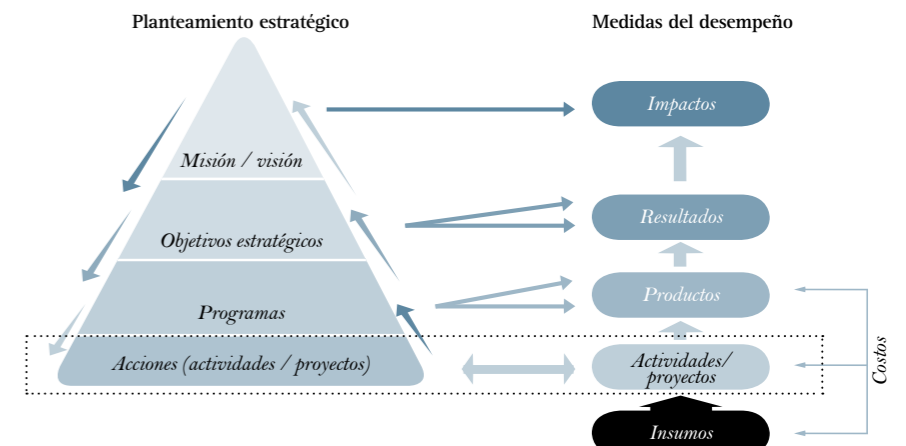 Planteamiento estratégico
Medidas del desempeño
Impactos
Misión / visión
Resultados
Objetivos estratégicos
Productos
Programas
Acciones (actividades / proyectos)
Actividades/
proyectos
Costos
Insumos